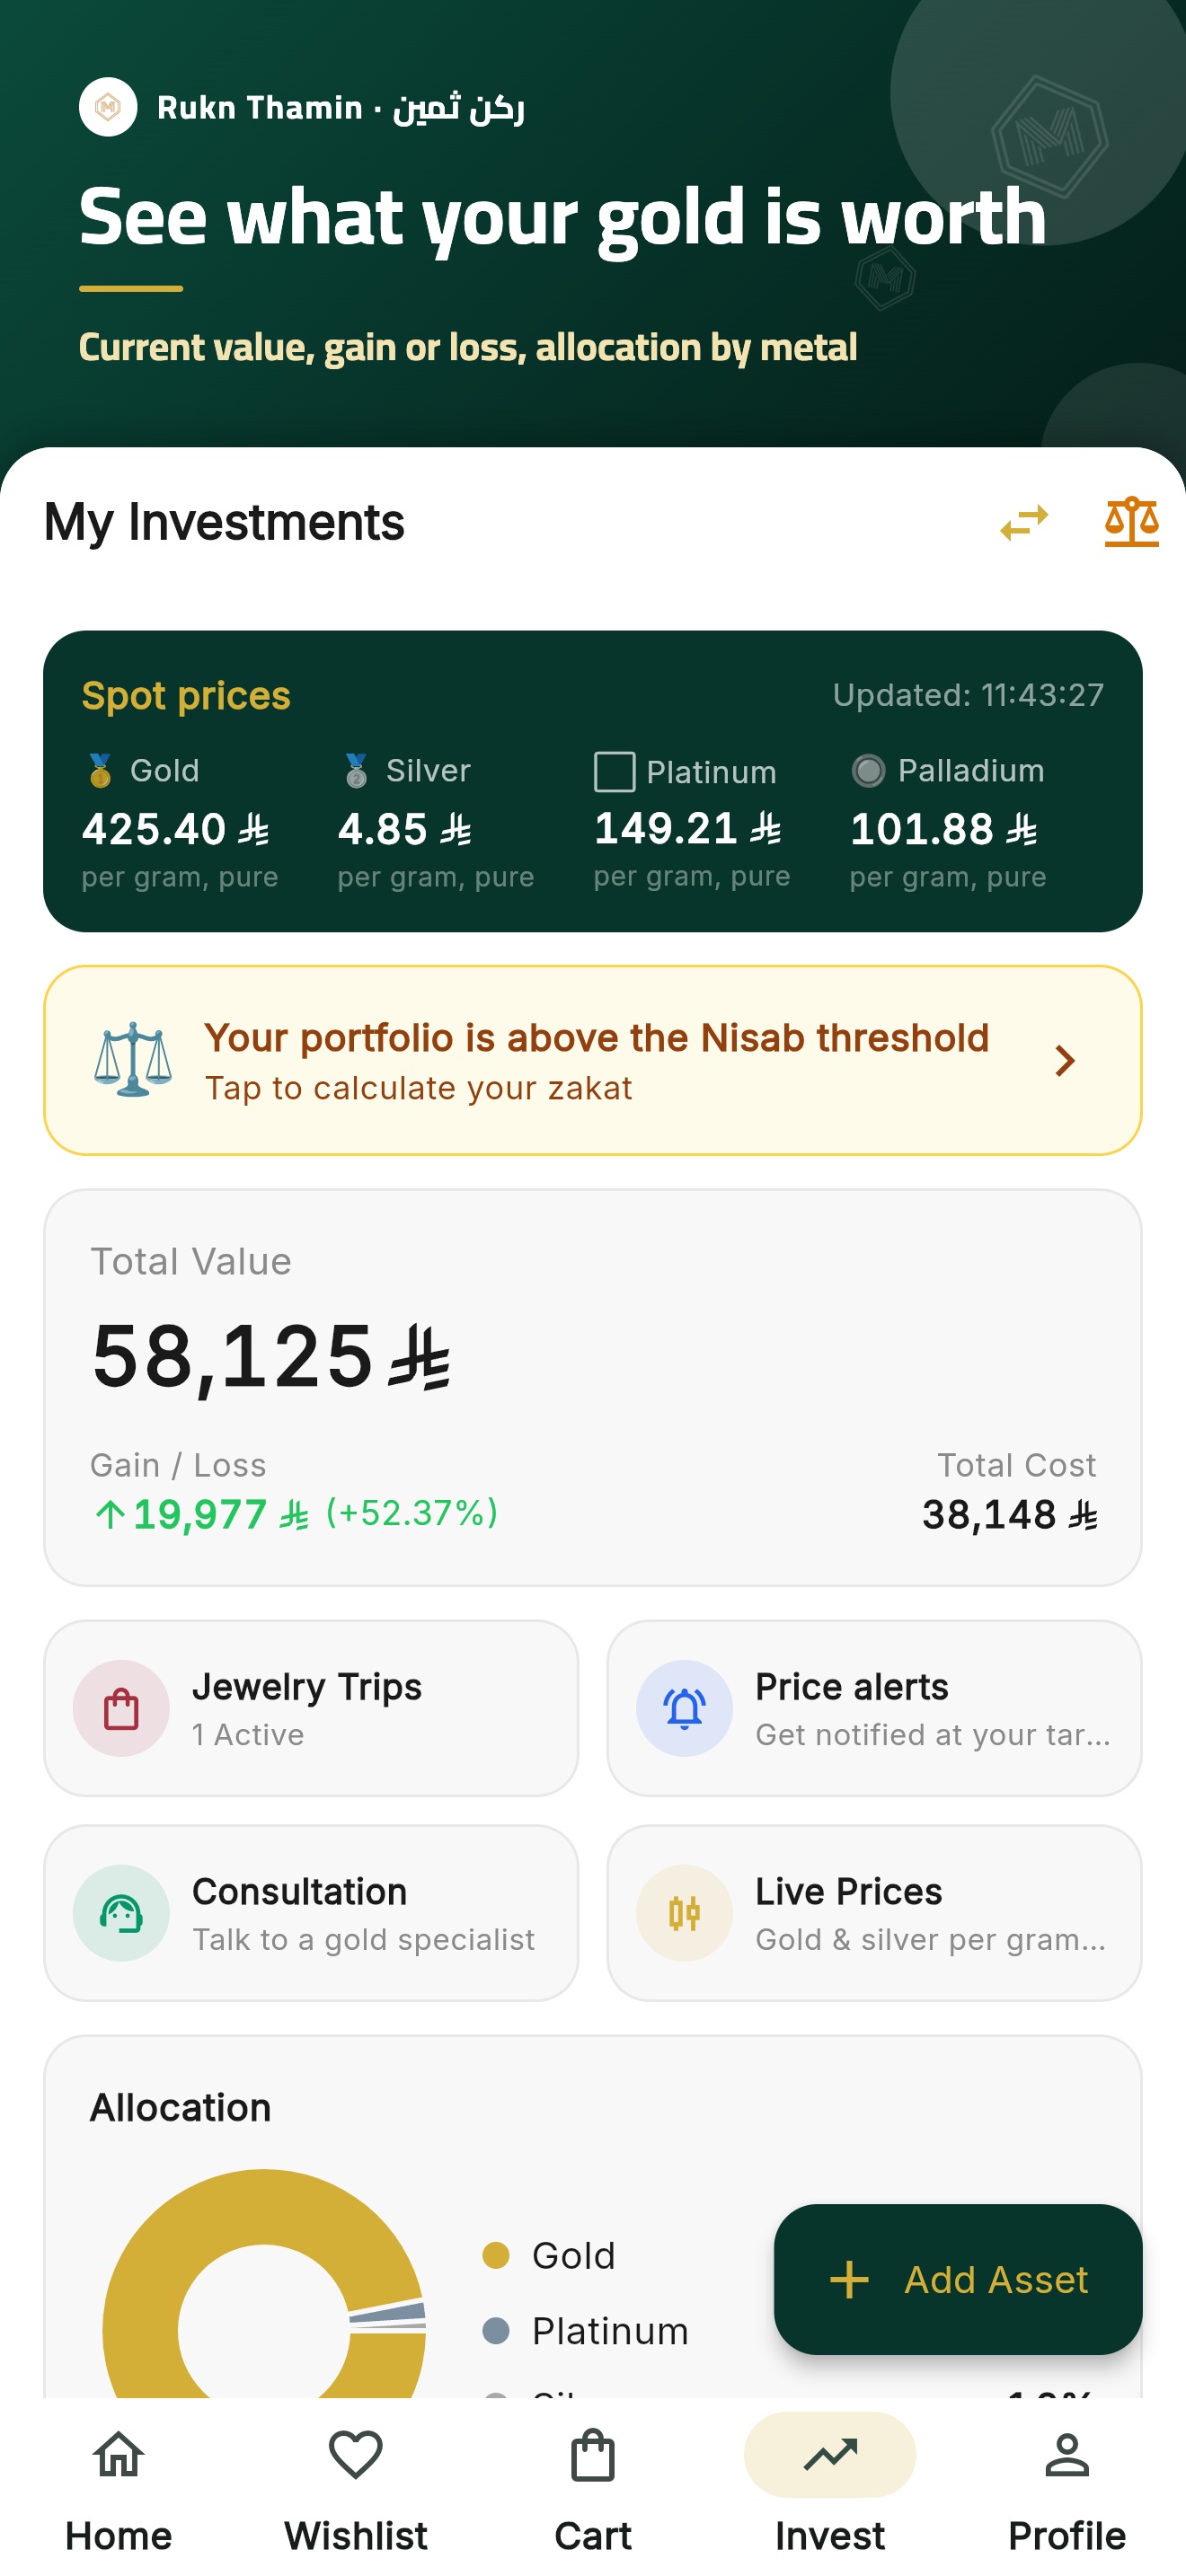 Rukn Thamin · ركن ثمين
See what your gold is worth
Current value, gain or loss, allocation by metal
My Investments
Spot prices
Updated: 11:43:27
Gold
Silver
Platinum
Palladium
425.40
4.85
149.21
101.88
per gram, pure
per gram, pure
per gram, pure
per gram, pure
Your portfolio is above the Nisab threshold
Tap to calculate your zakat
Total Value
58,125
Gain / Loss
Total Cost
↑19,977 (+52.37%)
38,148
Jewelry Trips
1 Active
Price alerts
Get notified at your tar...
Consultation
Talk to a gold specialist
Live Prices
Gold & silver per gram...
Allocation
Gold
Platinum
+ Add Asset
Home
Wishlist
Cart
Invest
Profile